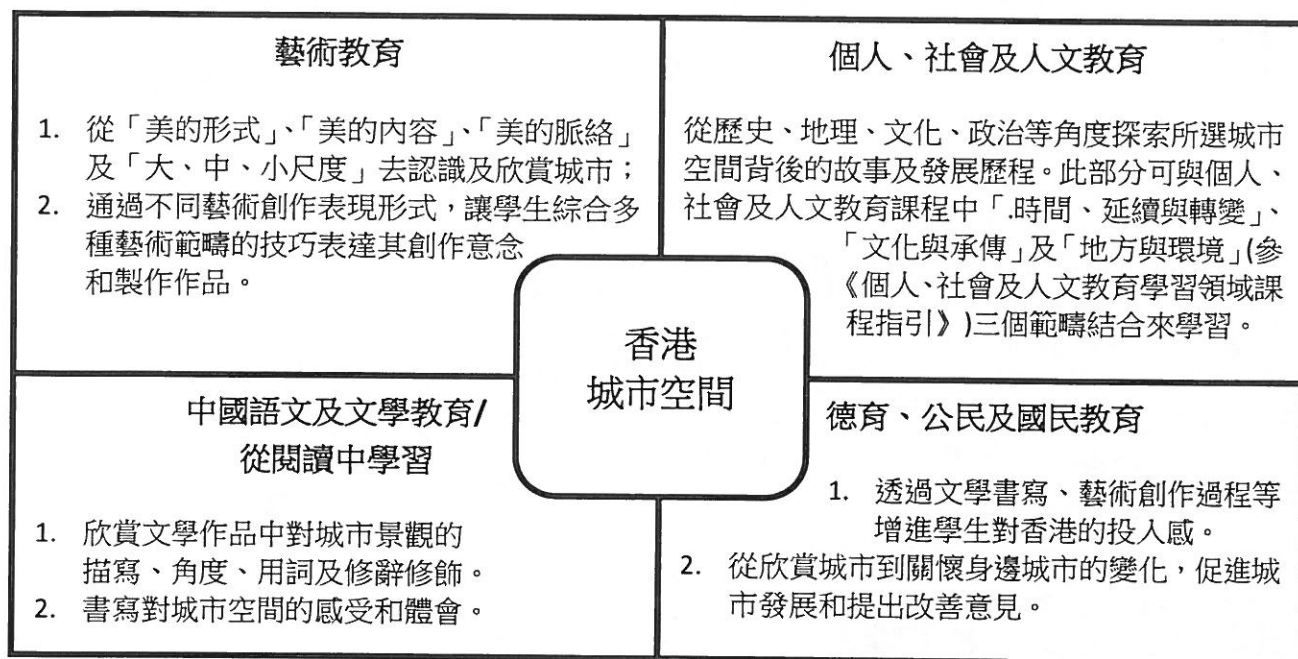 藝術教育
1. 從「美的形式」、「美的內容」、「美的脈絡」
及「大、中、小尺度」去認識及欣賞城市；
2. 通過不同藝術創作表現形式，讓學生綜合多
種藝術範疇的技巧表達其創作意念
和製作作品。
個人、社會及人文教育
從歷史、地理、文化、政治等角度探索所選城市
空間背後的故事及發展歷程。此部分可與個人、
社會及人文教育課程中「.時間、延續與轉變」、
「文化與承傳」及「地方與環境」(參
《個人、社會及人文教育學習領域課
程指引》)三個範疇結合來學習。
香港
城市空間
中國語文及文學教育/
從閱讀中學習
1. 欣賞文學作品中對城市景觀的
描寫、角度、用詞及修辭修飾。
2. 書寫對城市空間的感受和體會。
德育、公民及國民教育
1. 透過文學書寫、藝術創作過程等
增進學生對香港的投入感。
2. 從欣賞城市到關懷身邊城市的變化，促進城
市發展和提出改善意見。